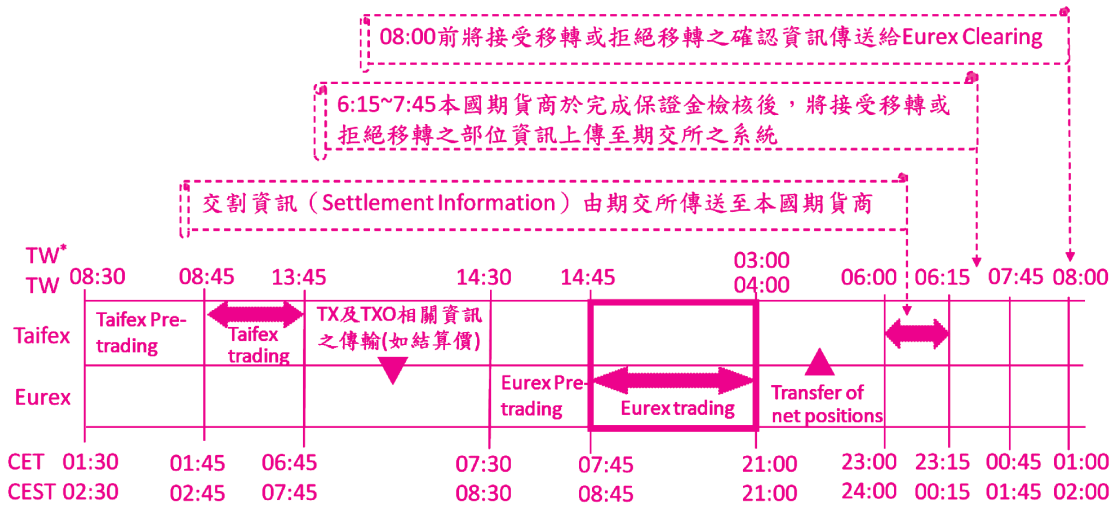 08:00前將接受移轉或拒絕移轉之確認資訊傳送給Eurex Clearing
6:15~7:45本國期貨商於完成保證金檢核後，將接受移轉或
拒絕移轉之部位資訊上傳至期交所之系統
交割資訊（Settlement Information）由期交所傳送至本國期貨商
TW* 03:00
TW 08:30 08:45 13:45 14:30 14:45 04:00 06:00 06:15 07:45 08:00
Taifex
Taifex Pre-
trading
Taifex
trading
TX及TXO相關資訊
之傳輸(如結算價)
Eurex
Eurex Pre-
trading
Eurex trading
Transfer of
net positions
CET 01:30 01:45 06:45 07:30 07:45 21:00 23:00 23:15 00:45 01:00
CEST 02:30 02:45 07:45 08:30 08:45 21:00 24:00 00:15 01:45 02:00